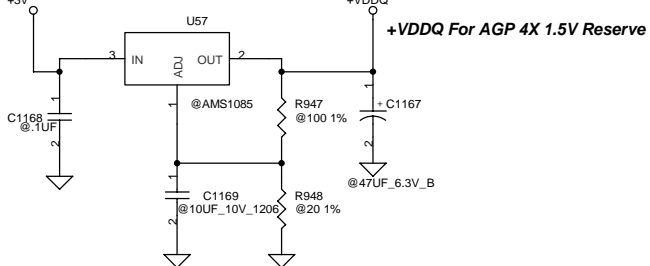 +3V
+VDDQ
U57
+VDDQ For AGP 4X 1.5V Reserve
3 IN ADJ OUT 2
1
@AMS1085
1
C1168
@.1UF
2
R947
@100 1%
1
+ C1167
2
@47UF_6.3V_B
1
C1169
@10UF_10V_1206
2
R948
@20 1%